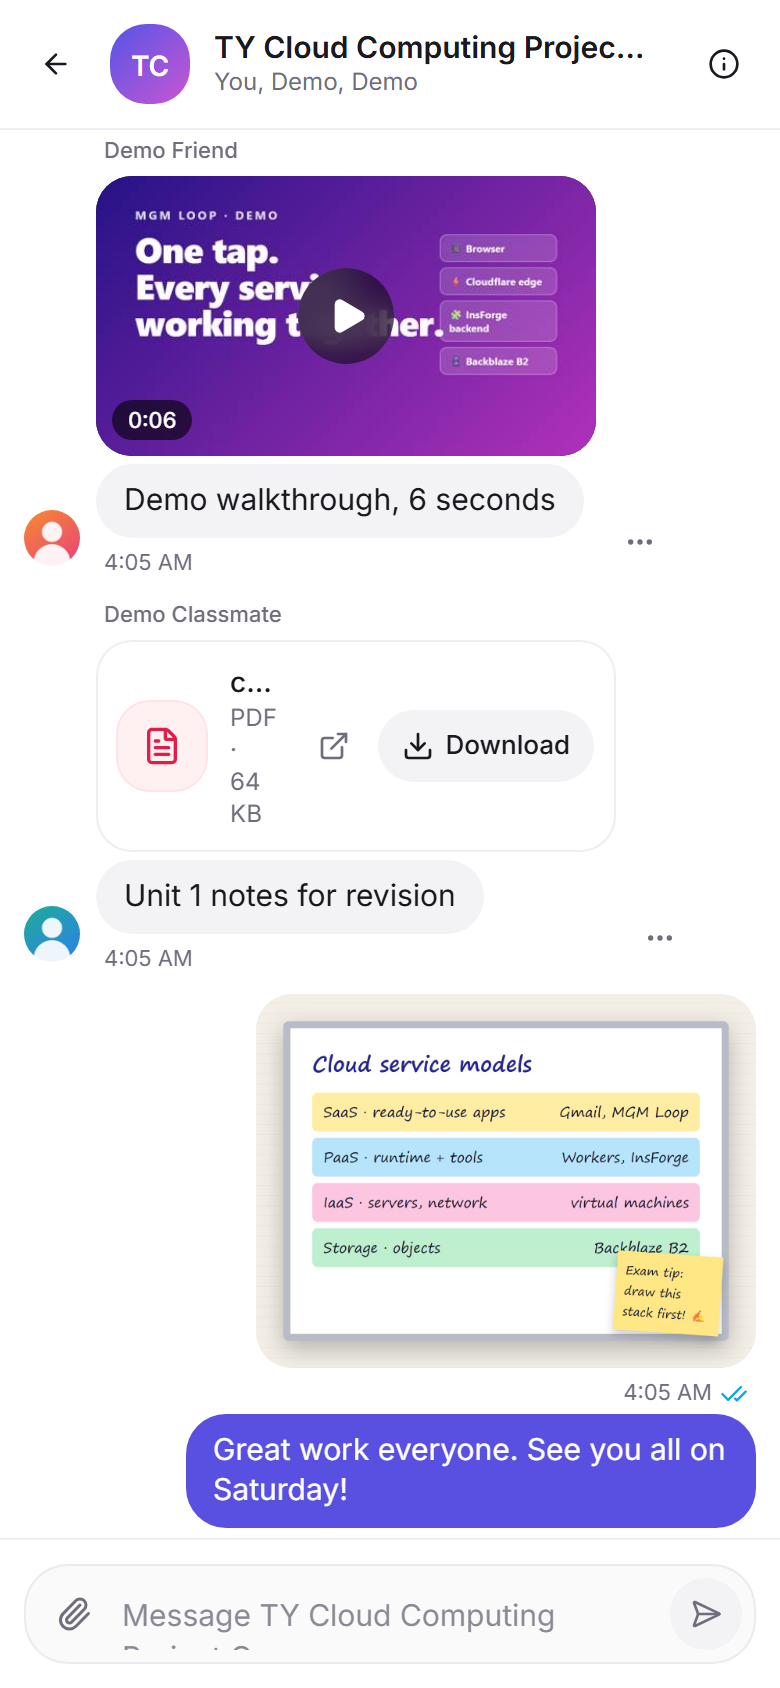 TC
TY Cloud Computing Projec...
You, Demo, Demo
Demo Friend
MGM LOOP · DEMO
One tap.
Every
working
Browser
Cloudflare edge
InsForge
backend
Backblaze B2
0:06
Demo walkthrough, 6 seconds
4:05 AM
Demo Classmate
c...
PDF
·
64
KB
Download
Unit 1 notes for revision
4:05 AM
Cloud service models
SaaS · ready-to-use apps Gmail, MGM Loop
PaaS · runtime + tools Workers, InsForge
IaaS · servers, network virtual machines
Storage · objects Backblaze B2
Exam tip:
draw this
stack first! ✍️
4:05 AM
Great work everyone. See you all on
Saturday!
Message TY Cloud Computing